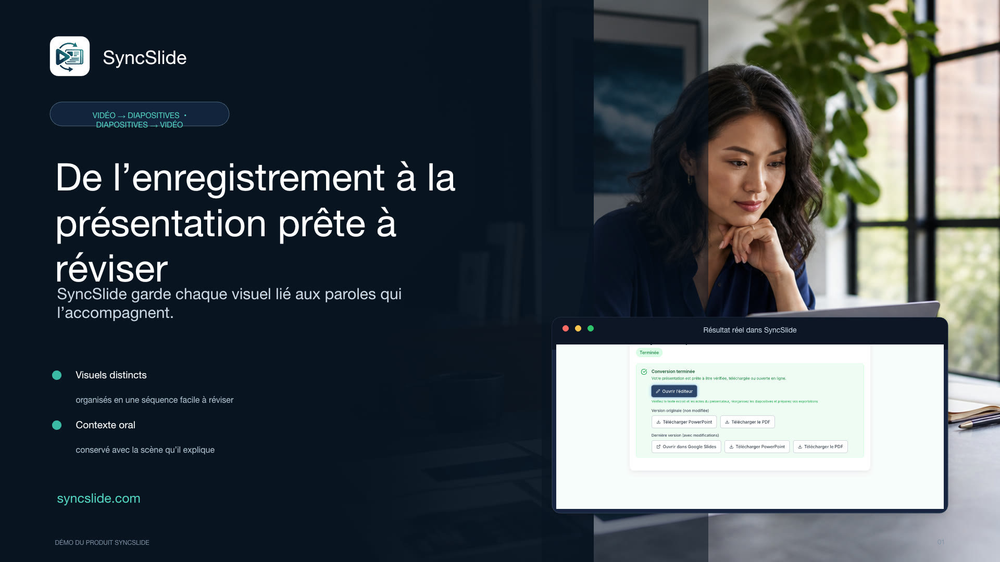 SyncSlide
VIDÉO → DIAPOSITIVES •
DIAPOSITIVES → VIDÉO
De l’enregistrement à la
présentation prête à
réviser
SyncSlide garde chaque visuel lié aux paroles qui
l’accompagnent.
Visuels distincts
organisés en une séquence facile à réviser
Contexte oral
conservé avec la scène qu’il explique
syncslide.com
DÉMO DU PRODUIT SYNCSLIDE
Résultat réel dans SyncSlide
Terminée
Conversion terminée
Votre présentation est prête à être vérifiée, téléchargée ou ouverte en ligne.
Ouvrir l’éditeur
Vérifiez le texte extrait et les notes du présentateur, réorganisez les diapositives et préparez vos exportations.
Version originale (non modifiée)
Télécharger PowerPoint Télécharger le PDF
Dernière version (avec modifications)
Ouvrir dans Google Slides Télécharger PowerPoint Télécharger le PDF
01